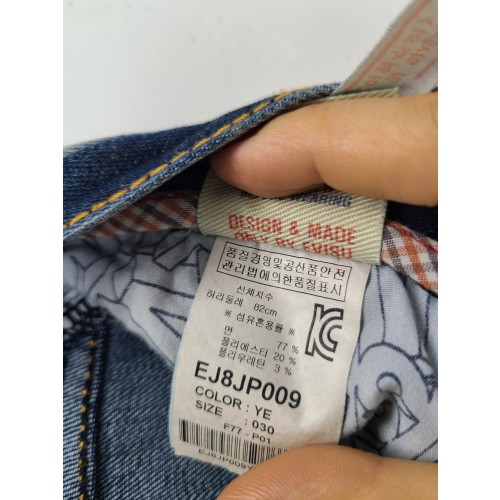 DESIGN & MADE
ONLY BY EVISU
품질경영및공산품안전
관리법에의한품질표시
신체치수
허리둘레 82cm
※ 섬유혼용률 ※
면 77 %
폴리에스터 20 %
폴리우레탄 3 %
EJ8JP009
COLOR : YE
SIZE : 030
F77 - P01
EJ8JP009Y